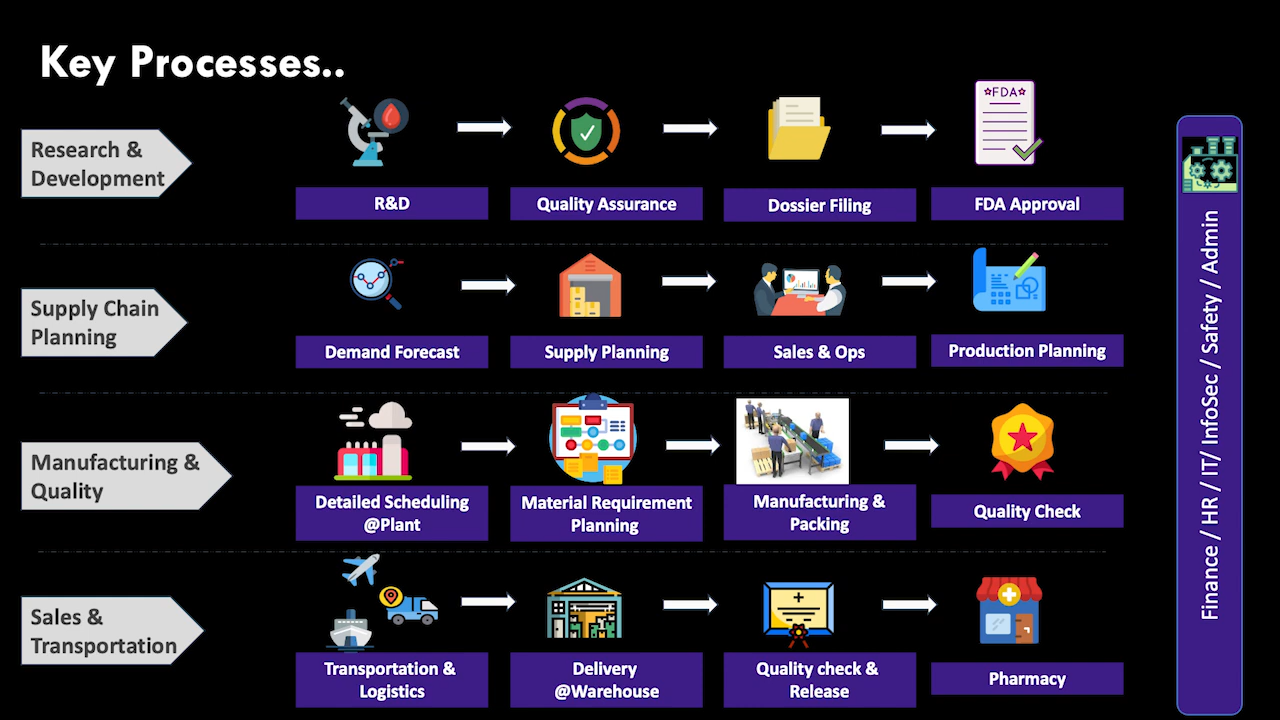 Key Processes..
Research &
Development
☆FDA☆
R&D
Quality Assurance
Dossier Filing
FDA Approval
Supply Chain
Planning
Demand Forecast
Supply Planning
Sales & Ops
Production Planning
Manufacturing &
Quality
Detailed Scheduling
@Plant
Material Requirement
Planning
Manufacturing &
Packing
Quality Check
Sales &
Transportation
Transportation &
Logistics
Delivery
@Warehouse
Quality check &
Release
Pharmacy
Finance / HR / IT/ InfoSec / Safety / Admin